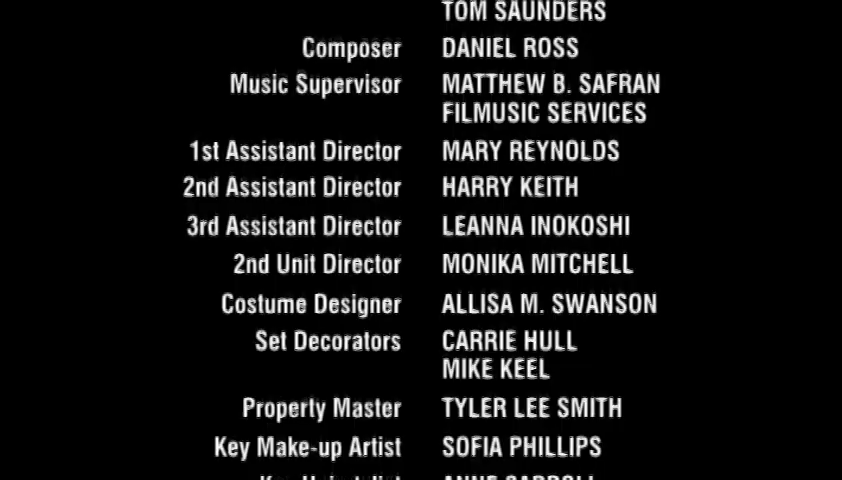 TOM SAUNDERS
Composer DANIEL ROSS
Music Supervisor MATTHEW B. SAFRAN
FILMUSIC SERVICES
1st Assistant Director MARY REYNOLDS
2nd Assistant Director HARRY KEITH
3rd Assistant Director LEANNA INOKOSHI
2nd Unit Director MONIKA MITCHELL
Costume Designer ALLISA M. SWANSON
Set Decorators CARRIE HULL
MIKE KEEL
Property Master TYLER LEE SMITH
Key Make-up Artist SOFIA PHILLIPS